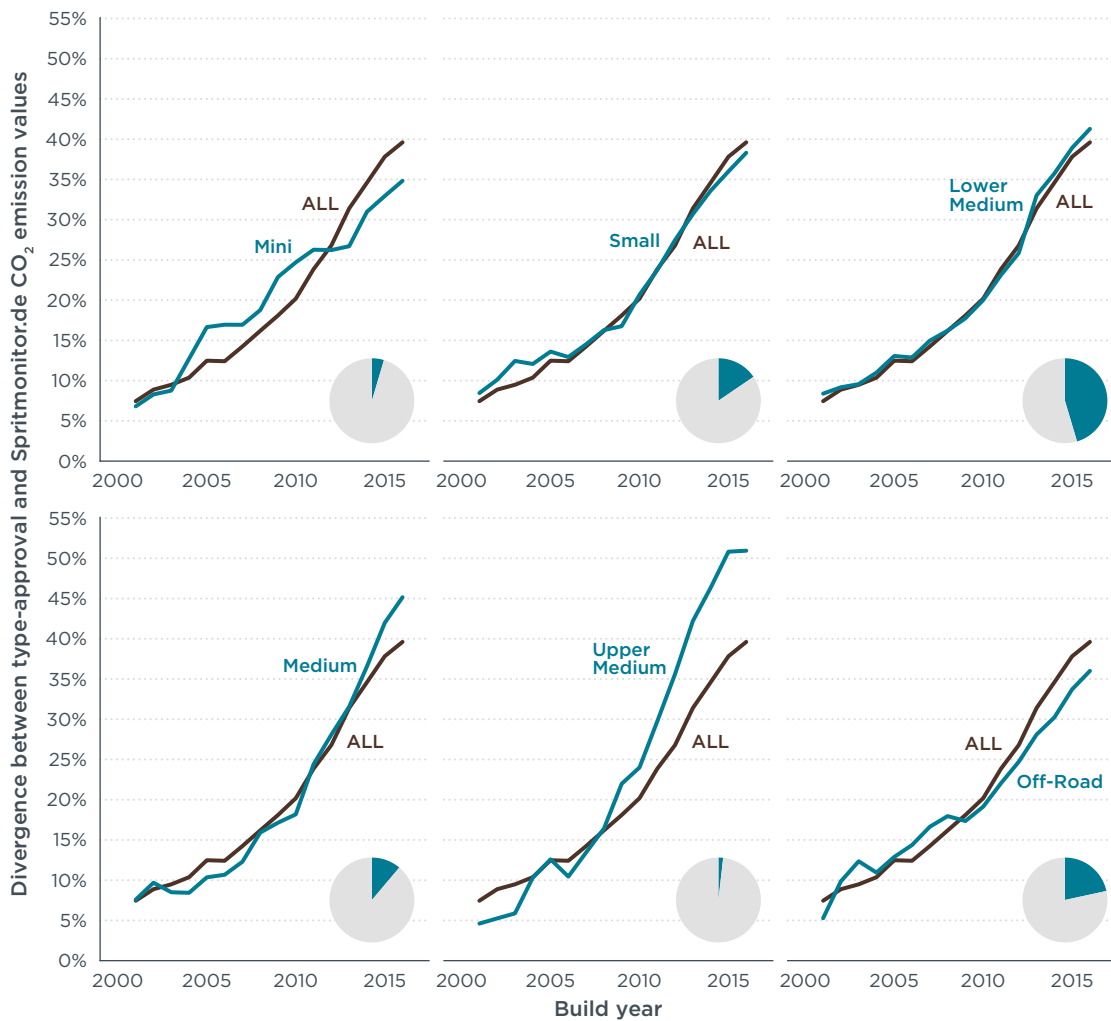 Divergence between type-approval and Spritmonitor.de CO₂ emission values
55%
50%
45%
40%
35%
30%
25%
20%
15%
10%
5%
0%
ALL
Mini
2000 2005 2010 2015
Small
ALL
2000 2005 2010 2015
Lower
Medium
ALL
2000 2005 2010 2015
55%
50%
45%
40%
35%
30%
25%
20%
15%
10%
5%
0%
Medium
ALL
2000 2005 2010 2015
Upper
Medium
ALL
2000 2005 2010 2015
ALL
Off-Road
2000 2005 2010 2015
Build year